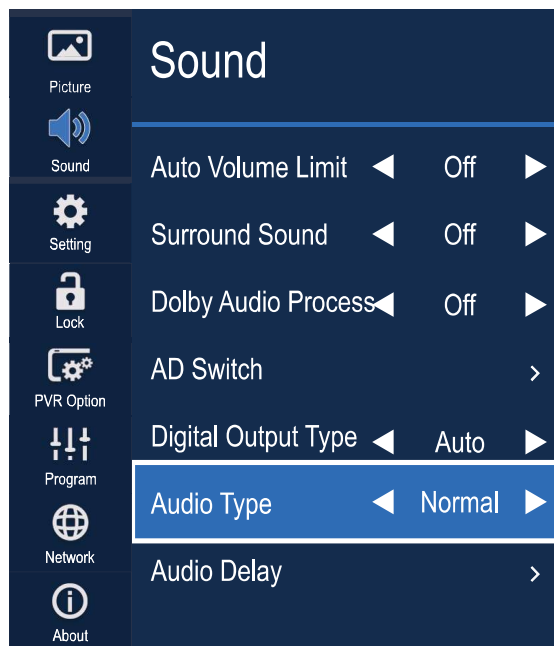 Picture
Sound
Setting
Lock
PVR Option
Program
Network
About
Sound
Auto Volume Limit Off
Surround Sound Off
Dolby Audio Process Off
AD Switch
Digital Output Type Auto
Audio Type Normal
Audio Delay